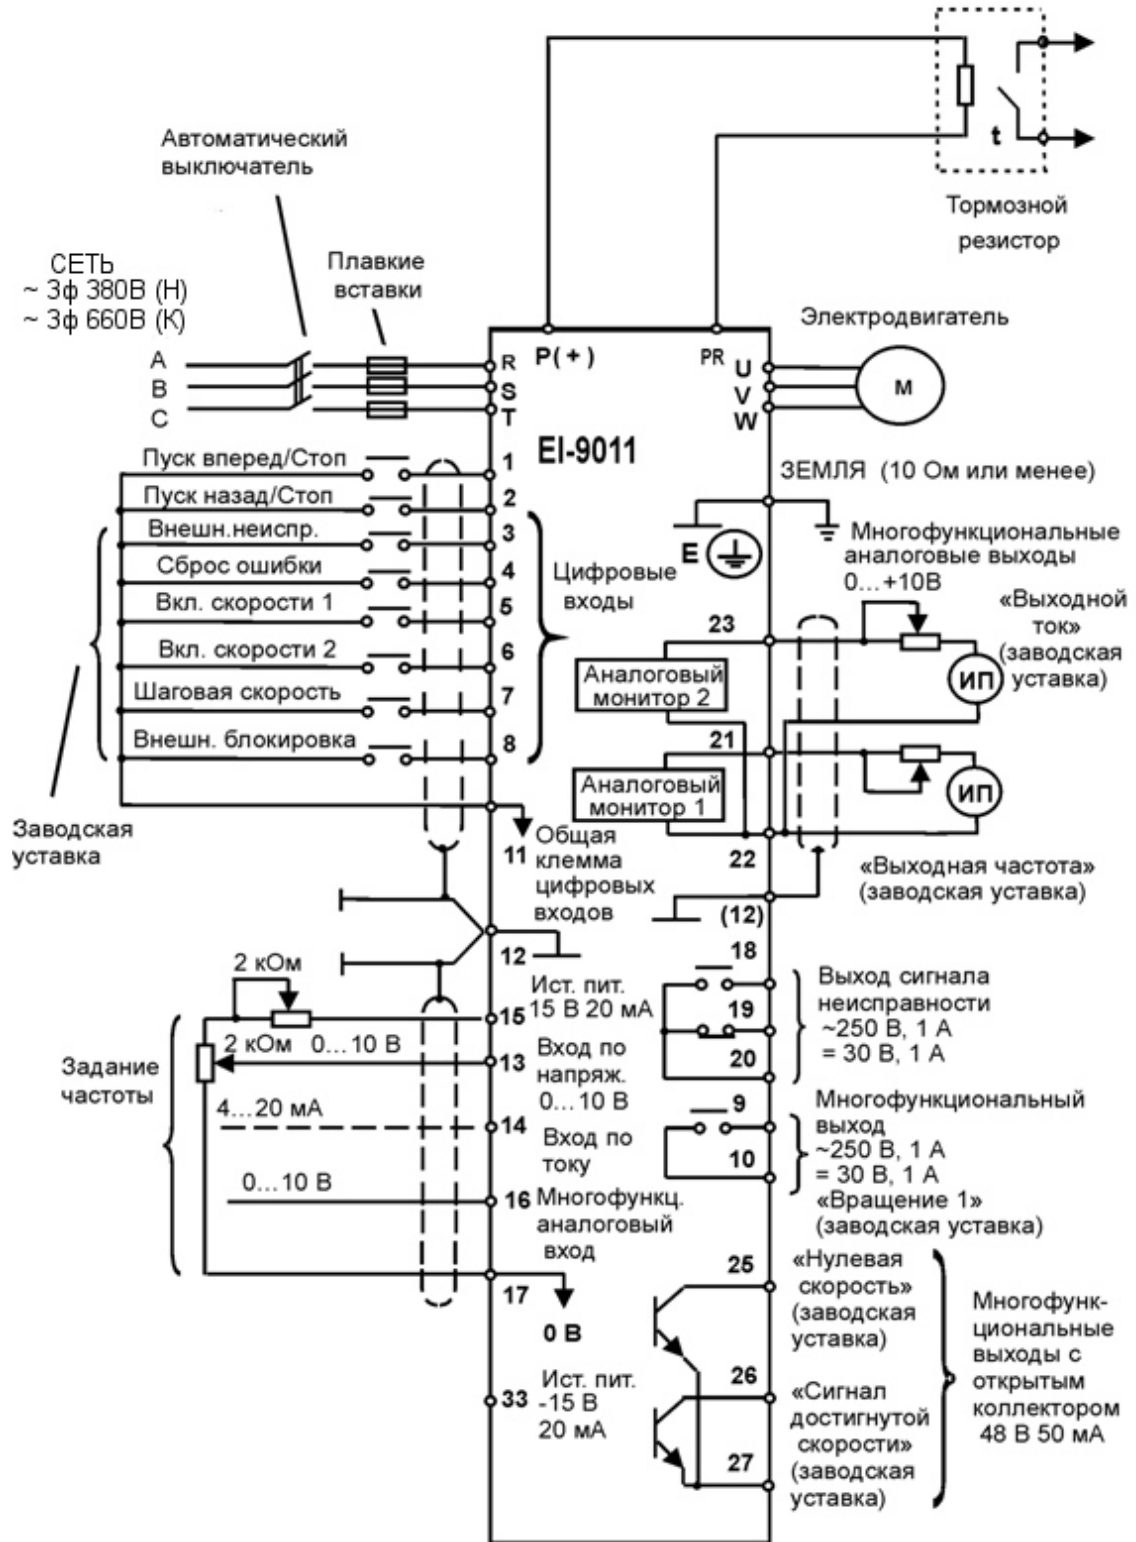 t
Тормозной
резистор
Автоматический
выключатель
СЕТЬ
~ 3ф 380В (Н)
~ 3ф 660В (К)
Плавкие
вставки
Электродвигатель
A
B
C
R
S
T
P(+)
PR
U
V
W
М
EI-9011
Пуск вперед/Стоп
1
Пуск назад/Стоп
2
Внешн.неиспр.
3
Сброс ошибки
4
Вкл. скорости 1
5
Вкл. скорости 2
6
Шаговая скорость
7
Внешн. блокировка
8
Цифровые
входы
Заводская
уставка
11
Общая
клемма
цифровых
входов
ЗЕМЛЯ (10 Ом или менее)
E
Многофункциональные
аналоговые выходы
0...+10В
«Выходной
ток»
(заводская
уставка)
23
Аналоговый
монитор 2
ИП
21
Аналоговый
монитор 1
ИП
22
«Выходная частота»
(заводская уставка)
(12)
12
2 кОм
Ист. пит.
15 В 20 мА
15
2 кОм
0...10 В
13
Вход по
напряж.
0...10 В
Задание
частоты
4...20 мА
14
Вход по
току
0...10 В
16
Многофункц.
аналоговый
вход
17
0 В
33
Ист. пит.
-15 В
20 мА
18
19
20
Выход сигнала
неисправности
~250 В, 1 А
= 30 В, 1 А
9
10
Многофункциональный
выход
~250 В, 1 А
= 30 В, 1 А
«Вращение 1»
(заводская уставка)
25
«Нулевая
скорость»
(заводская
уставка)
26
«Сигнал
достигнутой
скорости»
(заводская
уставка)
27
Многофунк-
циональные
выходы с
открытым
коллектором
48 В 50 мА